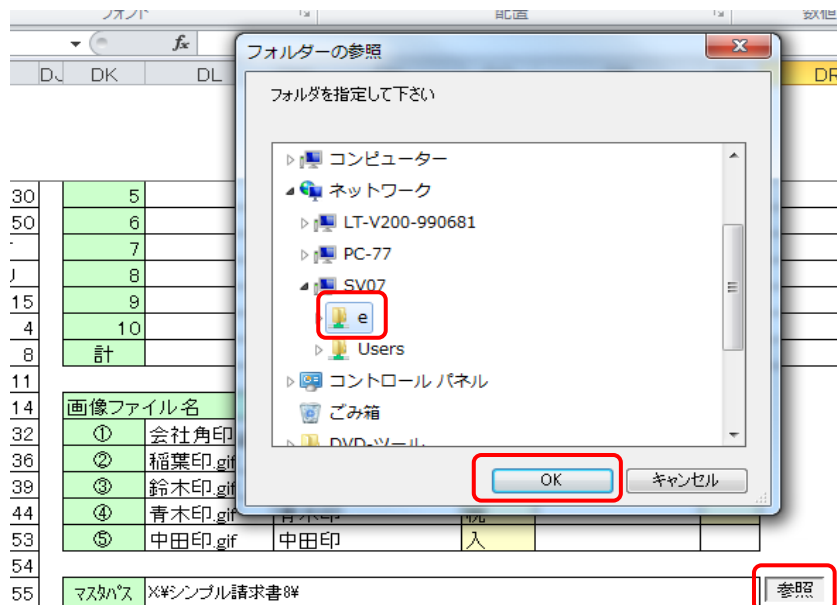 フォント 配置 数値
fx
DJ DK DL DR
フォルダーの参照
フォルダを指定して下さい
コンピューター
ネットワーク
LT-V200-990681
PC-77
SV07
e
Users
コントロール パネル
ごみ箱
DVD-ツール
OK キャンセル
30 5
50 6
7
8
15 9
4 10
8 計
11
14 画像ファイル名
32 ① 会社角印
36 ② 稲葉印.gif
39 ③ 鈴木印.gif
44 ④ 青木印.gif 青木印
53 ⑤ 中田印.gif 中田印 入
54
55 マスタパス X¥シンプル請求書8¥ 参照